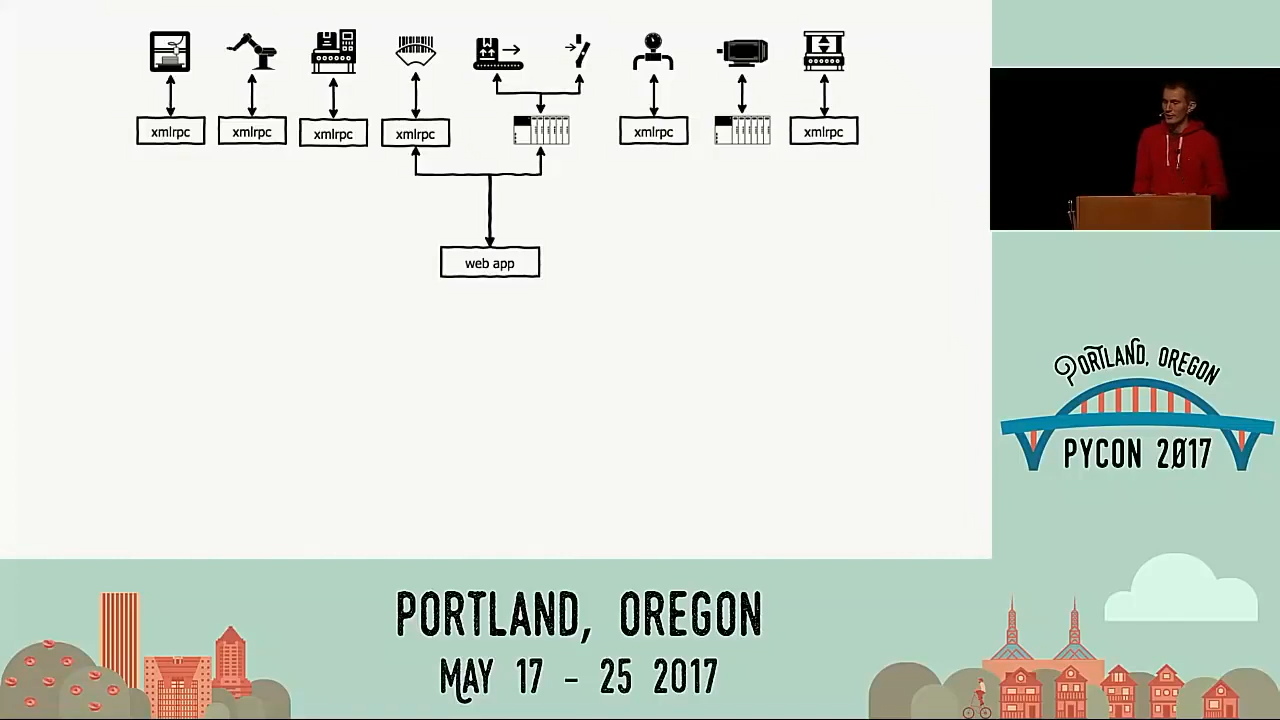 xmlrpc
xmlrpc
xmlrpc
xmlrpc
xmlrpc
xmlrpc
web app
PORTLAND, OREGON
PYCON 2017
PORTLAND, OREGON
MAY 17 - 25 2017